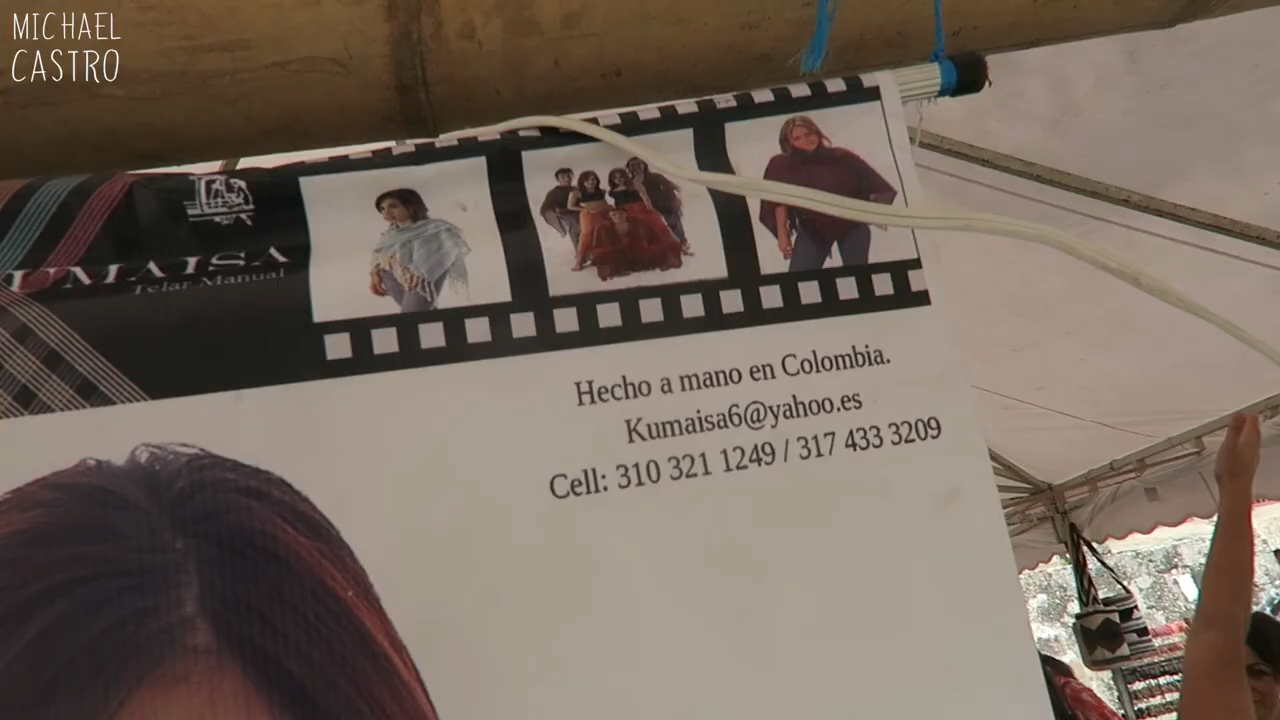 MICHAEL
CASTRO
UMAISA
Telar Manual
Hecho a mano en Colombia.
Kumaisa6@yahoo.es
Cell: 310 321 1249 / 317 433 3209